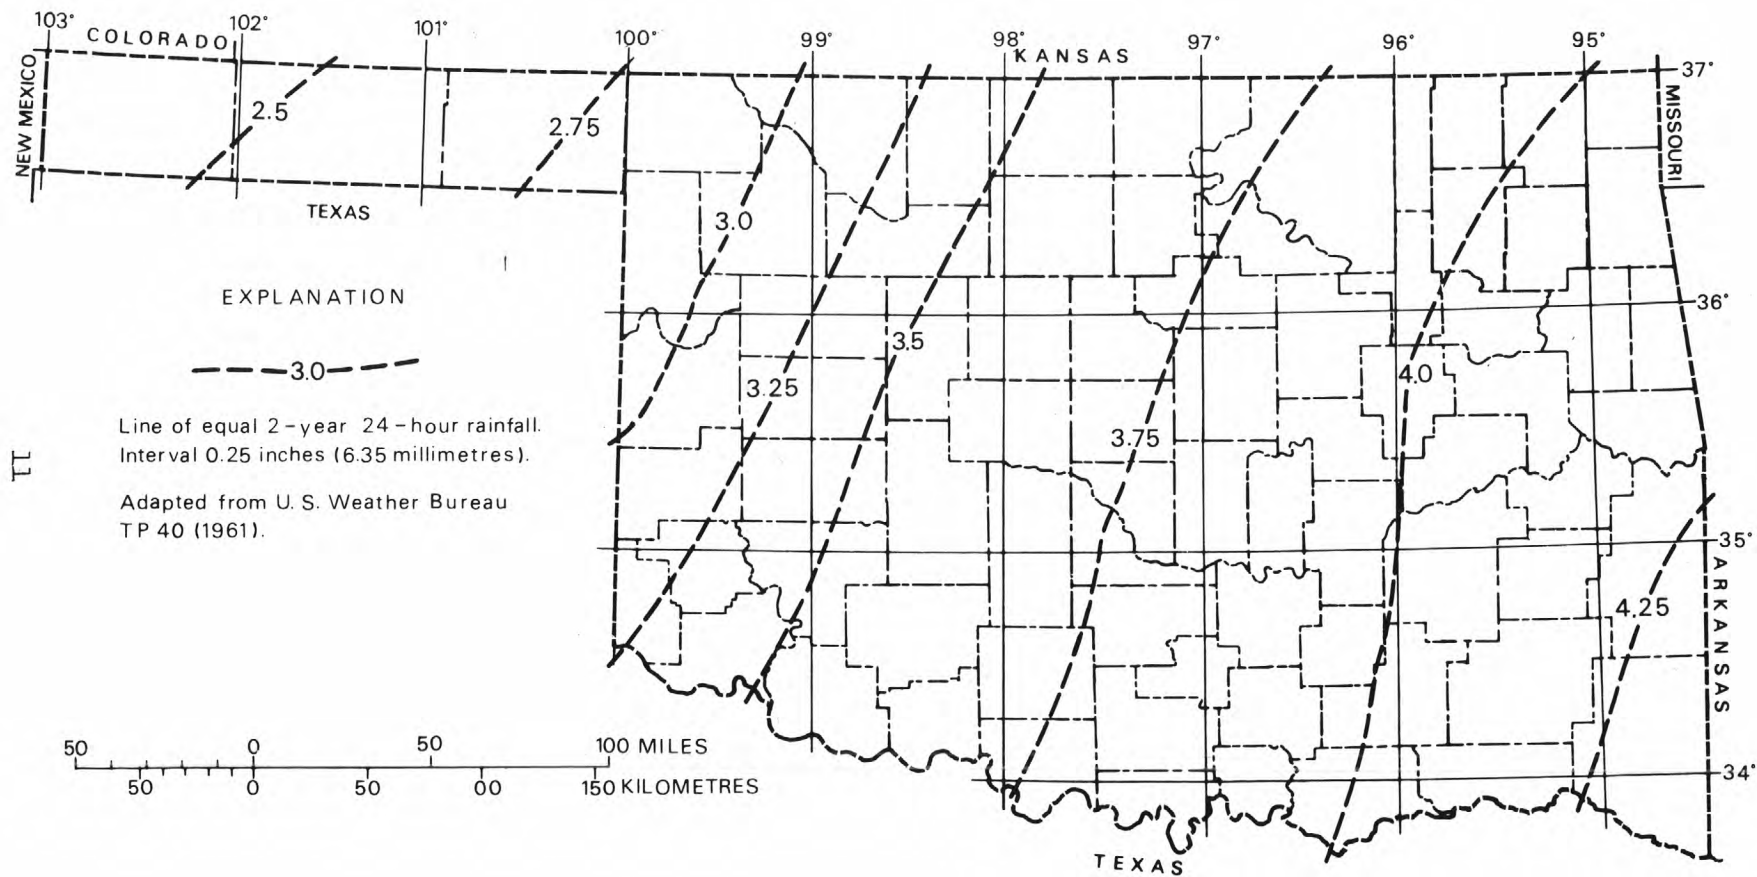 103° 102° 101° 100° 99° 98° 97° 96° 95°
COLORADO
KANSAS
37°
NEW MEXICO
MISSOURI
2.5
2.75
TEXAS
3.0
EXPLANATION
36°
3.0
3.5
3.25
4.0
Line of equal 2-year 24-hour rainfall.
Interval 0.25 inches (6.35 millimetres).
3.75
11
Adapted from U. S. Weather Bureau
TP 40 (1961).
35°
ARKANSAS
4.25
50 0 50 100 MILES
50 0 50 00 150 KILOMETRES
34°
TEXAS